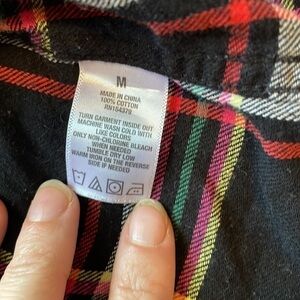 M
MADE IN CHINA
100% COTTON
RN154379
TURN GARMENT INSIDE OUT
MACHINE WASH COLD WITH
LIKE COLORS
ONLY NON-CHLORINE BLEACH
WHEN NEEDED
TUMBLE DRY LOW
WARM IRON ON THE REVERSE
SIDE IF NEEDED